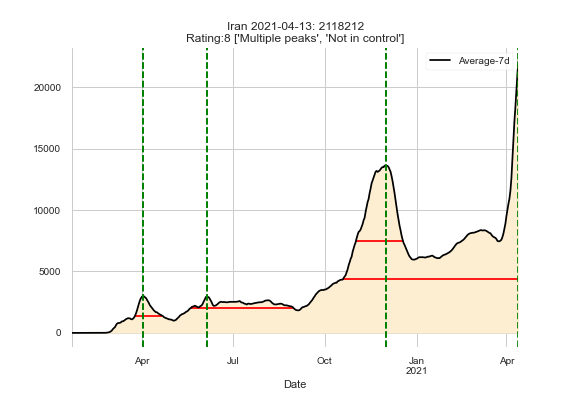 Iran 2021-04-13: 2118212
Rating:8 ['Multiple peaks', 'Not in control']
Average-7d
20000
15000
10000
5000
0
Apr
Jul
Oct
Jan
2021
Apr
Date